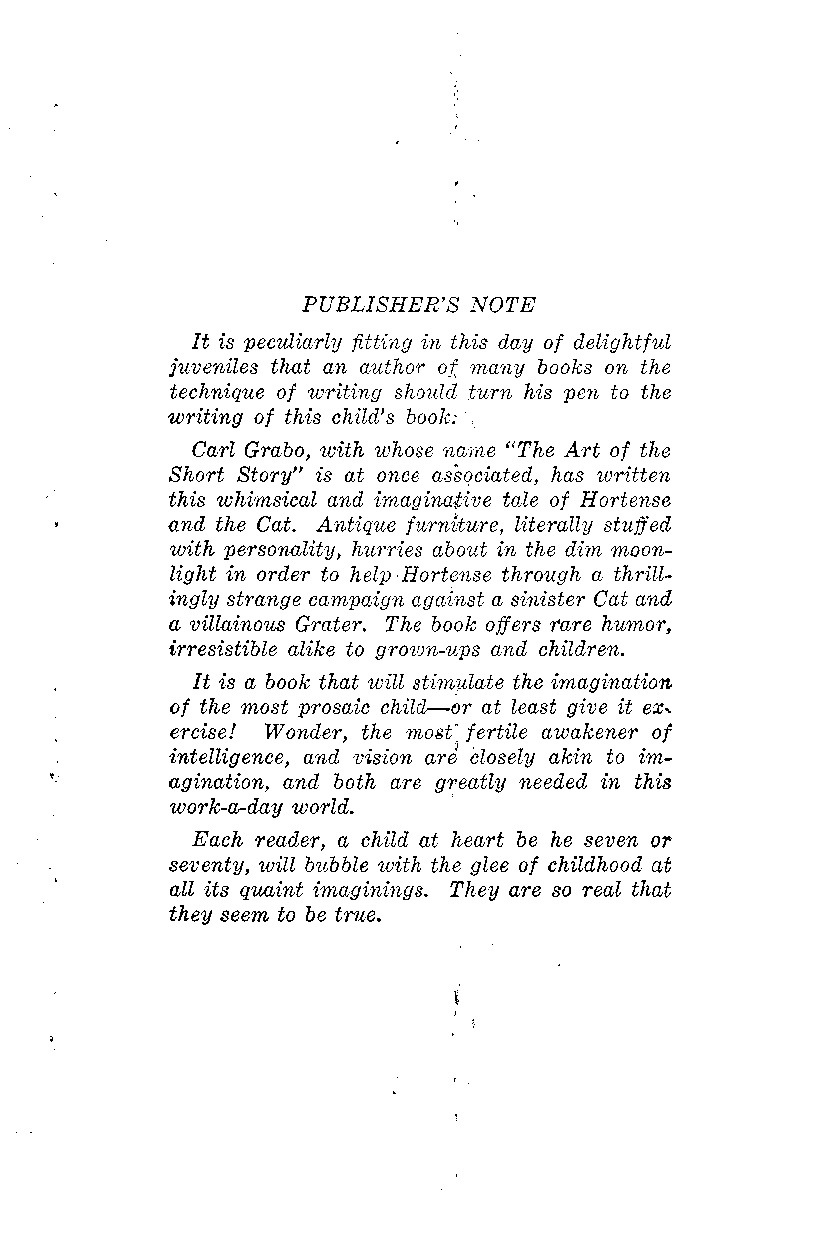 PUBLISHER'S NOTE
It is peculiarly fitting in this day of delightful
juveniles that an author of many books on the
technique of writing should turn his pen to the
writing of this child's book:
Carl Grabo, with whose name "The Art of the
Short Story" is at once associated, has written
this whimsical and imaginative tale of Hortense
and the Cat. Antique furniture, literally stuffed
with personality, hurries about in the dim moon-
light in order to help Hortense through a thrill-
ingly strange campaign against a sinister Cat and
a villainous Grater. The book offers rare humor,
irresistible alike to grown-ups and children.
It is a book that will stimulate the imagination
of the most prosaic child—or at least give it ex-
ercise! Wonder, the most fertile awakener of
intelligence, and vision are closely akin to im-
agination, and both are greatly needed in this
work-a-day world.
Each reader, a child at heart be he seven or
seventy, will bubble with the glee of childhood at
all its quaint imaginings. They are so real that
they seem to be true.